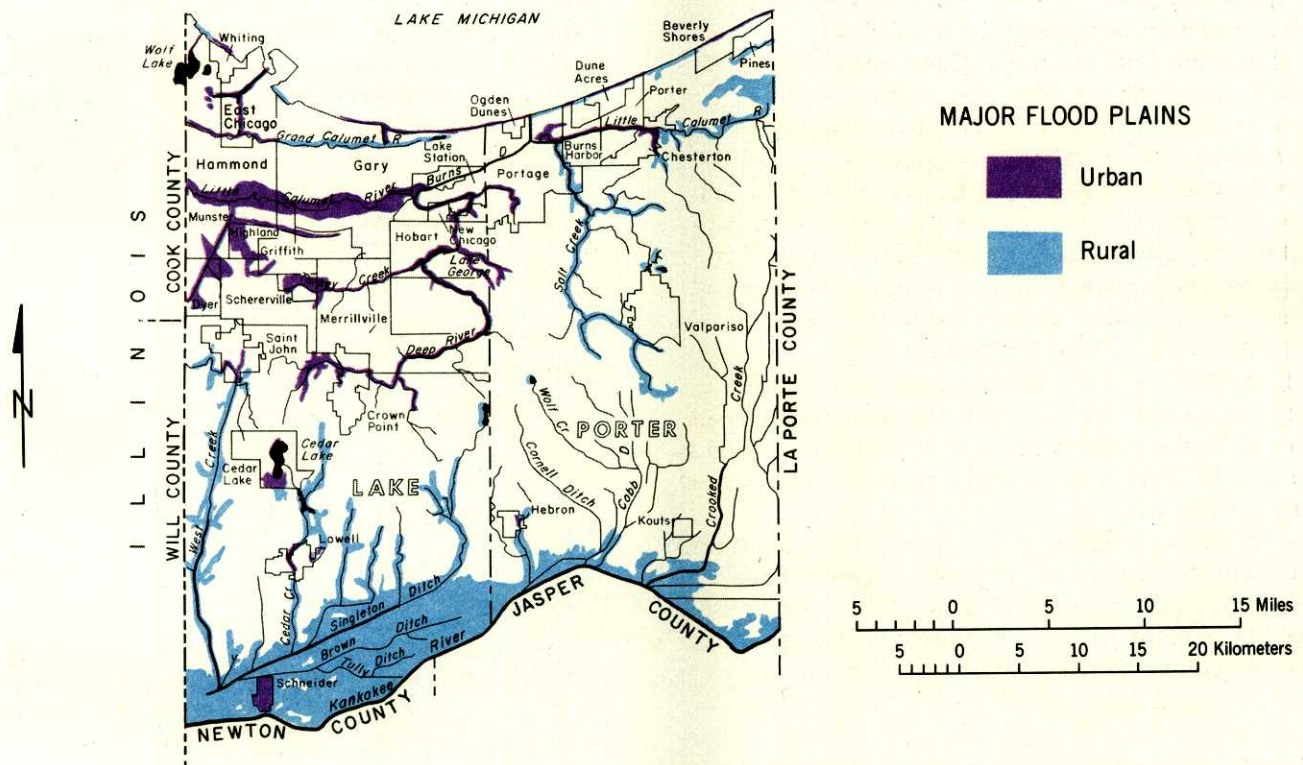 LAKE MICHIGAN
Beverly
Shores
Whiting
Wolf
Lake
Pines
Dune
Acres
Porter
Ogden
Dunes
East
Chicago
Little
Calumet
R
Grand Calumet R
Burns
Harbor
Chesterton
Lake
Station
Hammond
Gary
Burns
D
Portage
Little
Calumet
River
Munster
Highland
Griffith
Hobart
New
Chicago
Lake
George
Turkey
Creek
Salt
Creek
Dyer
Schererville
Merrillville
Valpariso
Saint
John
Deep
River
Crown
Point
Wolf
Cr
PORTER
Creek
Cornell
Ditch
D
Cobb
Crooked
Cedar
Lake
Cedar
Lake
LAKE
Creek
West
Hebron
Kouts
Lowell
Cedar
Cr
Singleton
Ditch
Brown
Ditch
Tully
Ditch
Schneider
Kankakee
River
NEWTON
COUNTY
JASPER
COUNTY
ILLINOIS
COOK COUNTY
WILL COUNTY
LA PORTE COUNTY
N
MAJOR FLOOD PLAINS
Urban
Rural
5 0 5 10 15 Miles
5 0 5 10 15 20 Kilometers